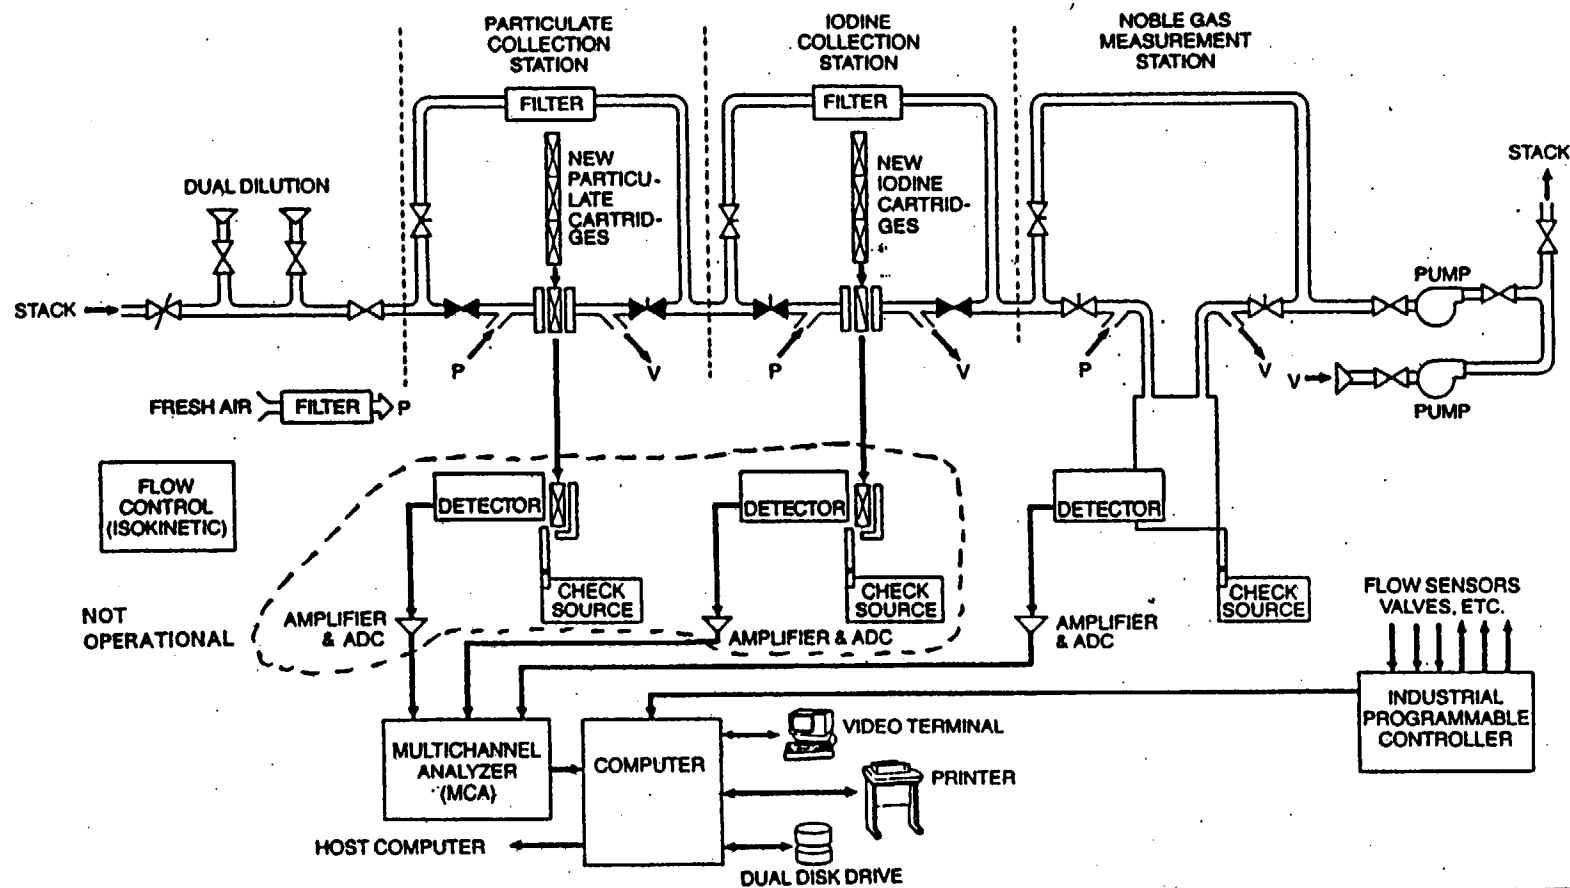 PARTICULATE
COLLECTION
STATION
IODINE
COLLECTION
STATION
NOBLE GAS
MEASUREMENT
STATION
FILTER
FILTER
NEW
PARTICU-
LATE
CARTRID-
GES
NEW
IODINE
CARTRID-
GES
STACK
DUAL DILUTION
PUMP
STACK
P
V
P
V
P
V
V
PUMP
FRESH AIR
FILTER
P
FLOW
CONTROL
(ISOKINETIC)
DETECTOR
DETECTOR
DETECTOR
CHECK
SOURCE
CHECK
SOURCE
CHECK
SOURCE
FLOW SENSORS
VALVES, ETC.
NOT
OPERATIONAL
AMPLIFIER
& ADC
AMPLIFIER & ADC
AMPLIFIER
& ADC
INDUSTRIAL
PROGRAMMABLE
CONTROLLER
MULTICHANNEL
ANALYZER
(MCA)
COMPUTER
VIDEO TERMINAL
PRINTER
HOST COMPUTER
DUAL DISK DRIVE